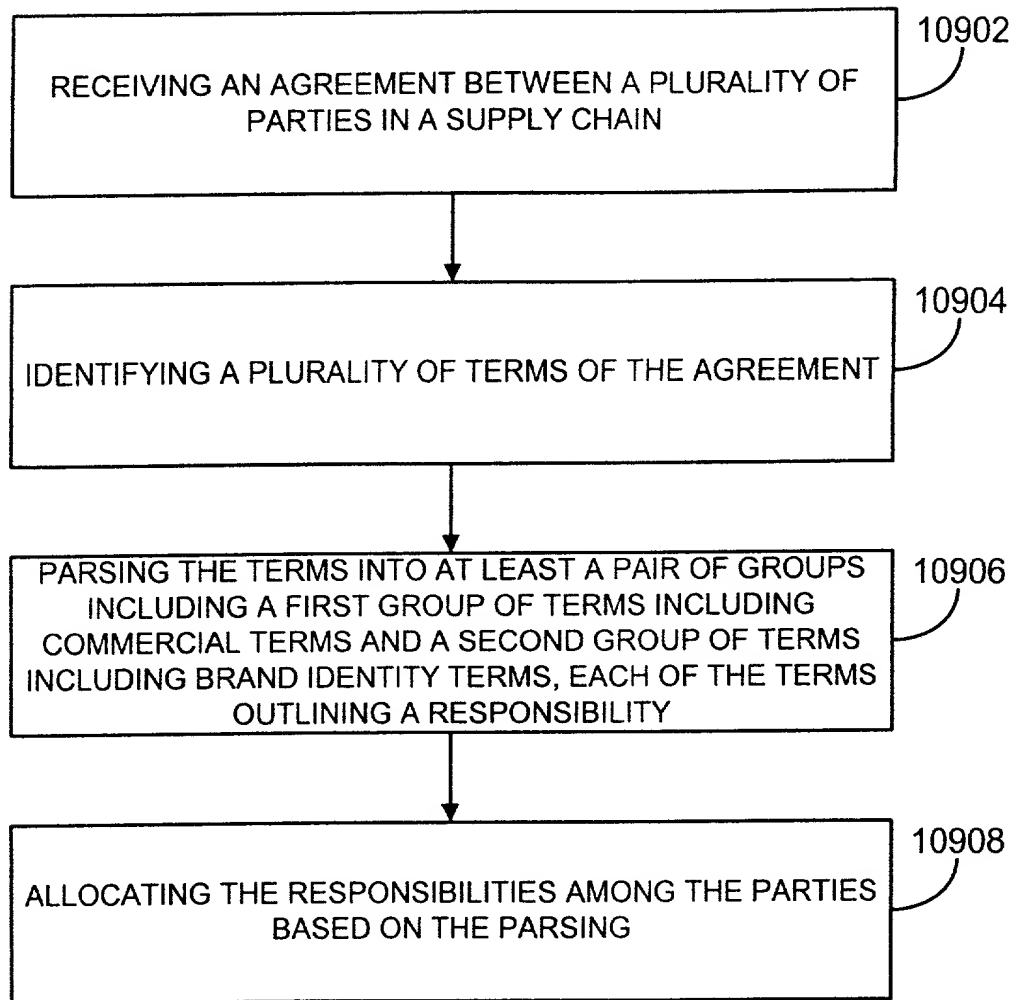 10902
RECEIVING AN AGREEMENT BETWEEN A PLURALITY OF
PARTIES IN A SUPPLY CHAIN
10904
IDENTIFYING A PLURALITY OF TERMS OF THE AGREEMENT
10906
PARSING THE TERMS INTO AT LEAST A PAIR OF GROUPS
INCLUDING A FIRST GROUP OF TERMS INCLUDING
COMMERCIAL TERMS AND A SECOND GROUP OF TERMS
INCLUDING BRAND IDENTITY TERMS, EACH OF THE TERMS
OUTLINING A RESPONSIBILITY
10908
ALLOCATING THE RESPONSIBILITIES AMONG THE PARTIES
BASED ON THE PARSING